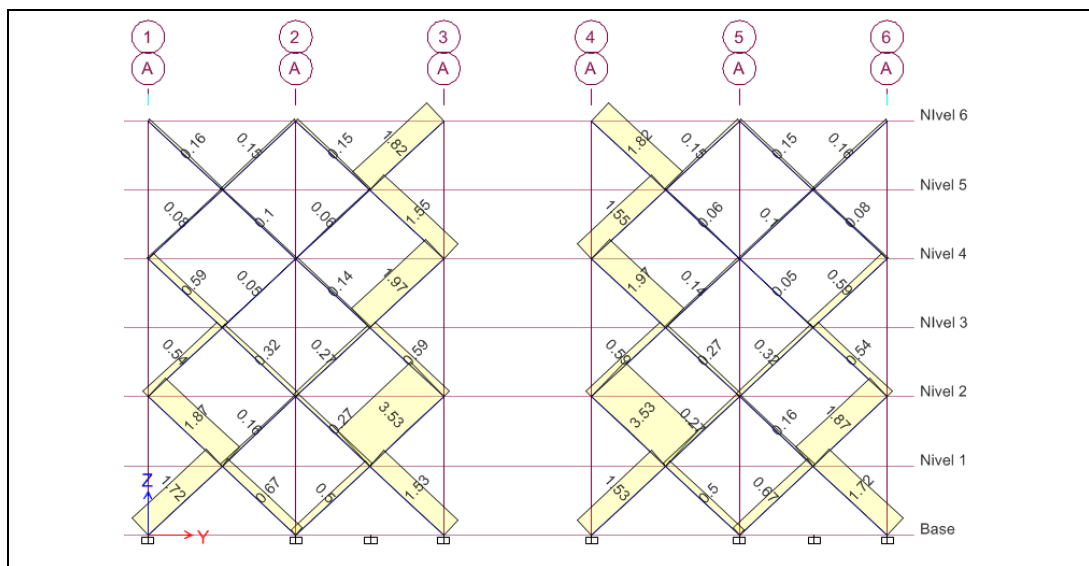 1 2 3 4 5 6
A A A A A A
NIvel 6
0.16 0.15 0.15 1.82 1.82 0.15 0.15 0.16
Nivel 5
0.08 0.1 0.06 1.55 1.55 0.06 0.1 0.08
Nivel 4
0.59 0.05 0.14 1.97 1.97 0.14 0.05 0.59
NIvel 3
0.54 0.32 0.27 0.59 0.59 0.27 0.32 0.54
Nivel 2
1.87 0.16 0.27 3.53 3.53 0.27 0.16 1.87
Nivel 1
Z
1.72 0.67 0.5 1.53 1.53 0.5 0.67 1.72
Y
Base